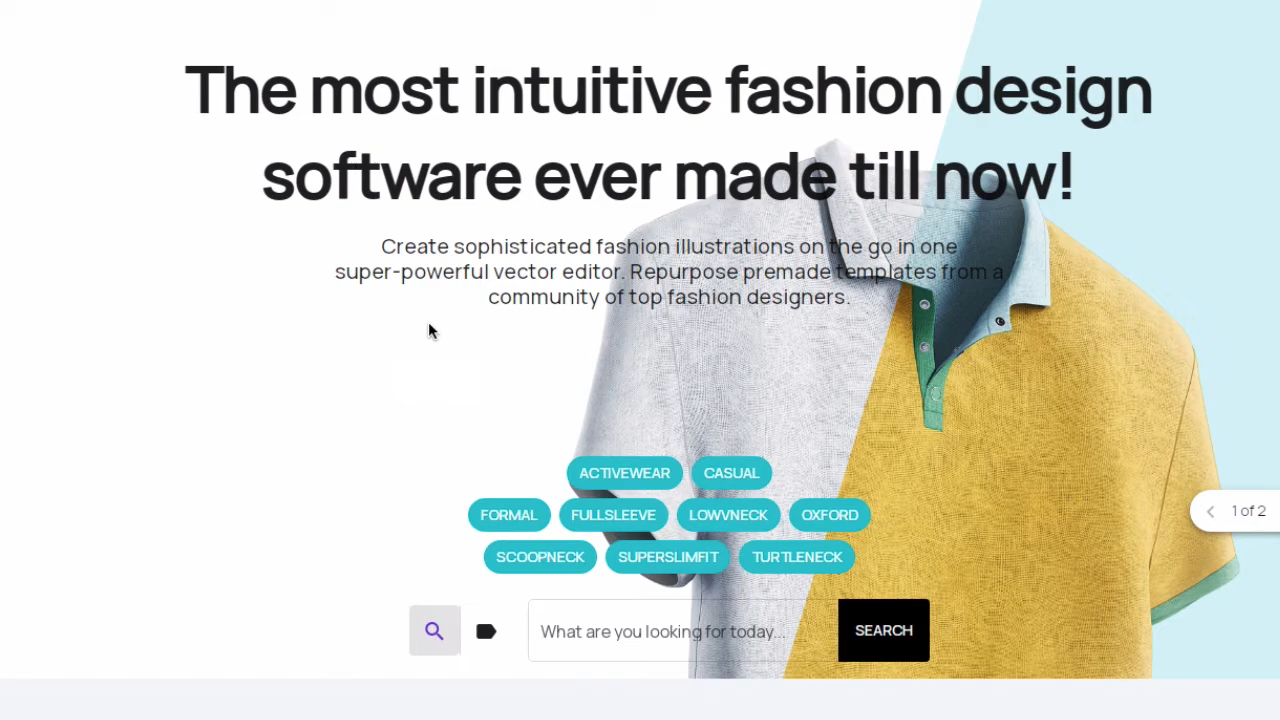 The most intuitive fashion design
software ever made till now!
Create sophisticated fashion illustrations on the go in one
super-powerful vector editor. Repurpose premade templates from a
community of top fashion designers.
ACTIVEWEAR CASUAL
FORMAL FULLSLEEVE LOWVNECK OXFORD
1 of 2
SCOOPNECK SUPERSLIMFIT TURTLENECK
What are you looking for today... SEARCH